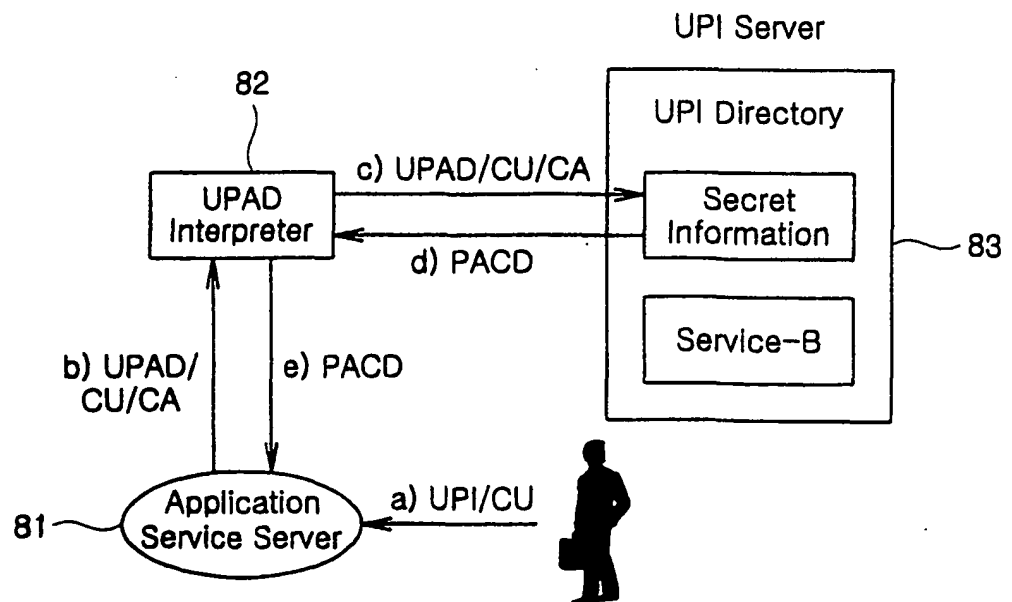 UPI Server
82
UPI Directory
c) UPAD/CU/CA
UPAD
Interpreter
Secret
Information
83
d) PACD
Service-B
b) UPAD/
CU/CA
e) PACD
a) UPI/CU
Application
Service Server
81